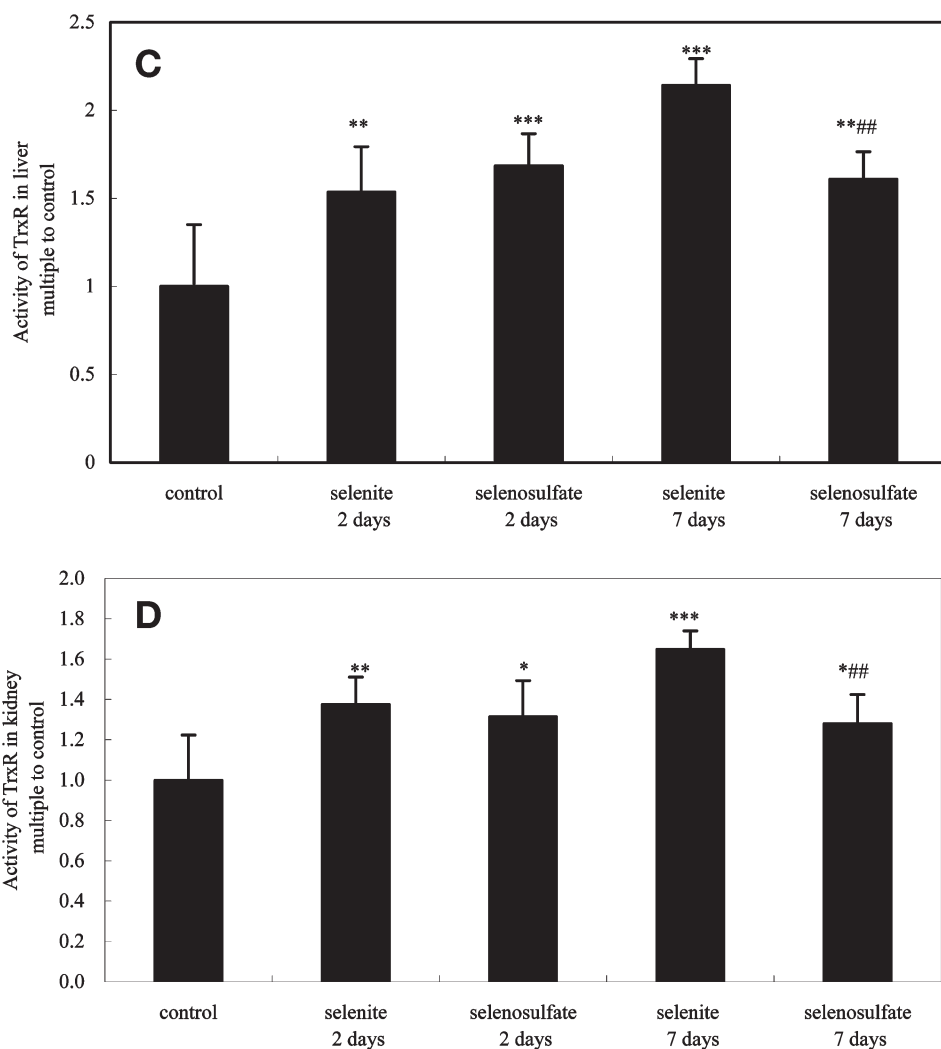 C
Activity of TrxR in liver
multiple to control
2.5
2
1.5
1
0.5
0
**
***
***
**##
control
selenite
2 days
selenosulfate
2 days
selenite
7 days
selenosulfate
7 days
D
Activity of TrxR in kidney
multiple to control
2.0
1.8
1.6
1.4
1.2
1.0
0.8
0.6
0.4
0.2
0.0
**
*
***
*##
control
selenite
2 days
selenosulfate
2 days
selenite
7 days
selenosulfate
7 days